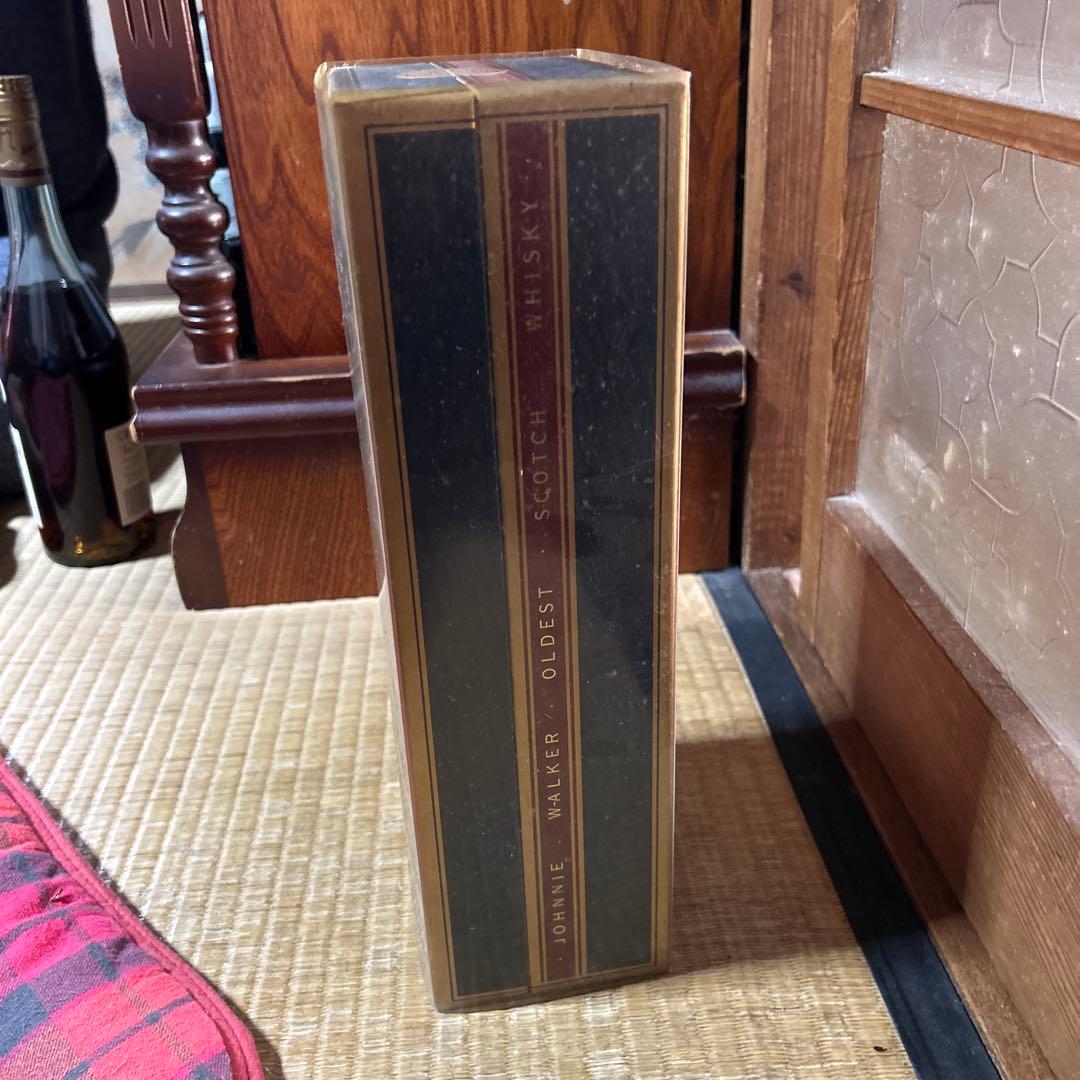 · JOHNNIE · WALKER · OLDEST · SCOTCH WHISKY